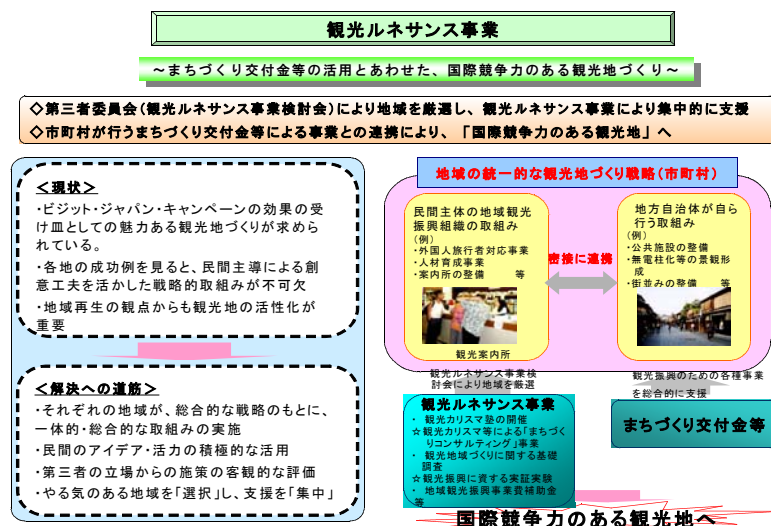 観光ルネサンス事業
～まちづくり交付金等の活用とあわせた、国際競争力のある観光地づくり～
◇第三者委員会（観光ルネサンス事業検討会）により地域を厳選し、観光ルネサンス事業により集中的に支援
◇市町村が行うまちづくり交付金等による事業との連携により、「国際競争力のある観光地」へ
＜現状＞
・ビジット・ジャパン・キャンペーンの効果の受
け皿としての魅力ある観光地づくりが求めら
れている。
・各地の成功例を見ると、民間主導による創
意工夫を活かした戦略的取組みが不可欠
・地域再生の観点からも観光地の活性化が
重要
＜解決への道筋＞
・それぞれの地域が、総合的な戦略のもとに、
一体的・総合的な取組みの実施
・民間のアイデア・活力の積極的な活用
・第三者の立場からの施策の客観的な評価
・やる気のある地域を「選択」し、支援を「集中」
地域の統一的な観光地づくり戦略（市町村）
民間主体の地域観光
振興組織の取組み
（例）
・外国人旅行者対応事業
・人材育成事業
・案内所の整備　等
観光案内所
密接に連携
地方自治体が自ら
行う取組み
（例）
・公共施設の整備
・無電柱化等の景観形
成
・街並みの整備　等
観光ルネサンス事業検
討会により地域を厳選
観光振興のための各種事業
を総合的に支援
観光ルネサンス事業
・ 観光カリスマ塾の開催
☆観光カリスマ等による「まちづく
りコンサルティング」事業
・ 観光地域づくりに関する基礎
調査
☆観光振興に資する実証実験
・ 地域観光振興事業費補助金
等
まちづくり交付金等
国際競争力のある観光地へ